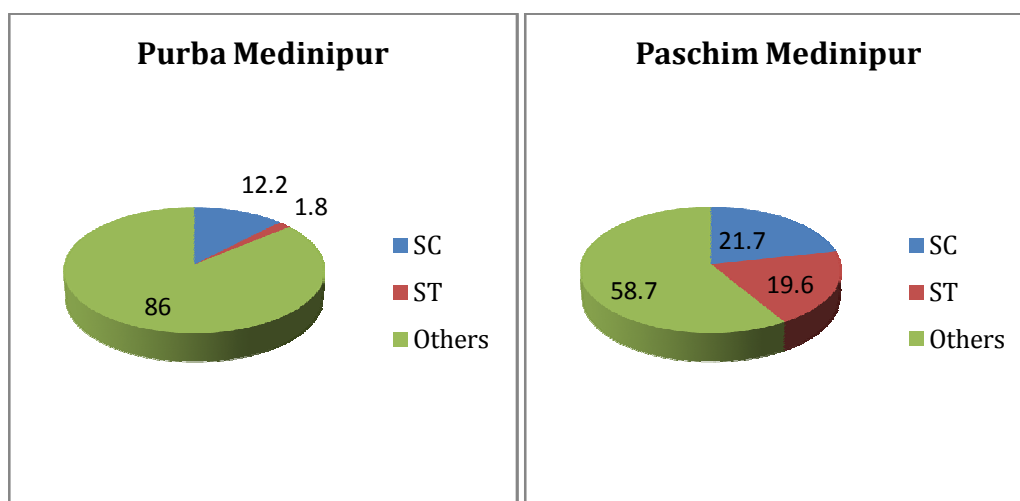 Purba Medinipur
12.2
1.8
86
SC
ST
Others
Paschim Medinipur
21.7
19.6
58.7
SC
ST
Others